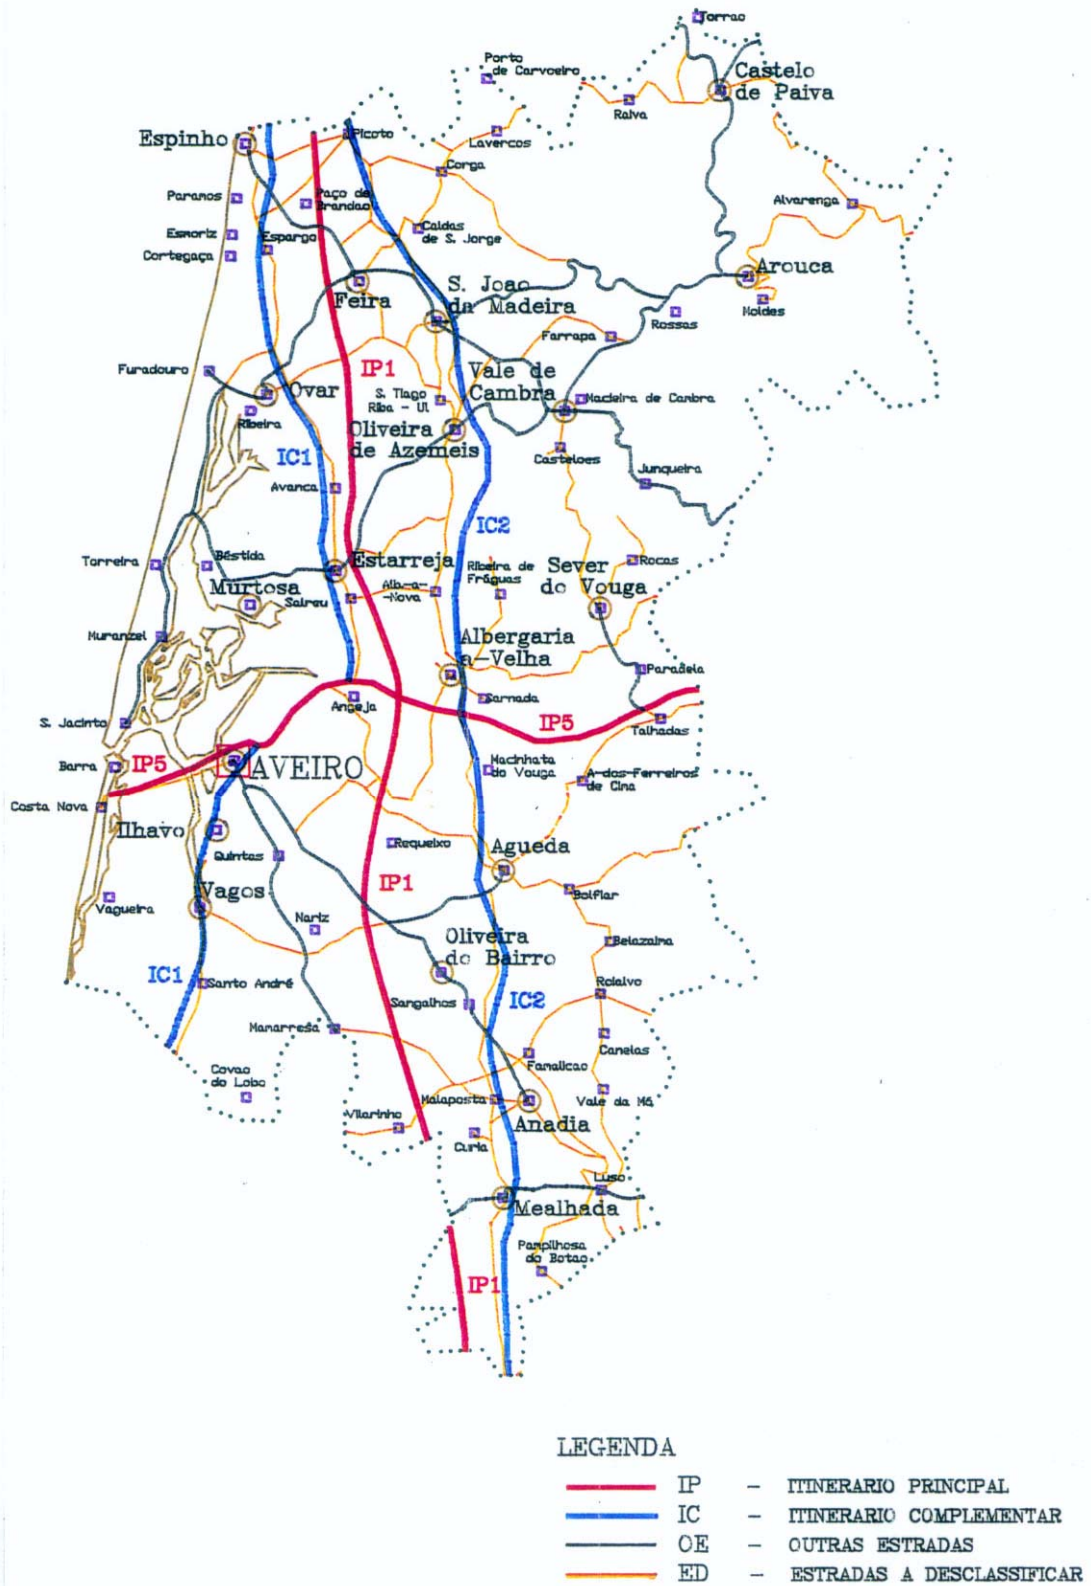 Torrao
Porto
de Carvoeiro
Castelo
de Paiva
Raiva
Espinho
Picoto
Lavercos
Corga
Paramos
Paço de
Brandao
Alvarenga
Esmoriz
Espargo
Caldas
de S. Jorge
Cortegaça
Arouca
Feira
S. Joao
da Madeira
Moldes
Rossas
Farrapa
Furadouro
IP1
Vale de
Cambra
Ovar
S. Tiago
Riba - Ul
Macieira de Cambra
Ribeira
Oliveira
de Azemeis
IC1
Casteloes
Junqueira
Avanca
IC2
Estarreja
Torreira
Béstida
Ribeira de
Fráguas
Sever
do Vouga
Rocas
Murtosa
Salreu
Alb.-a-
-Nova
Muranzel
Albergaria
a-Velha
Paradela
Angeja
Sarnada
S. Jacinto
IP5
Talhadas
Barra
IP5
AVEIRO
Macinhata
do Vouga
A-dos-Ferreiros
de Cima
Costa Nova
Ilhavo
Requeixo
Agueda
Quintas
Vagos
IP1
Bolfiar
Vagueira
Nariz
Oliveira
do Bairro
Belazaima
IC1
Santo André
Sangalhos
IC2
Rolalvo
Mamarrosa
Canelas
Famalicao
Covao
do Lobo
Malaposta
Vale da Mó
Vilarinho
Anadia
Curia
Luso
Mealhada
Pampilhosa
do Botao
IP1
LEGENDA
IP - ITINERARIO PRINCIPAL
IC - ITINERARIO COMPLEMENTAR
OE - OUTRAS ESTRADAS
ED - ESTRADAS A DESCLASSIFICAR